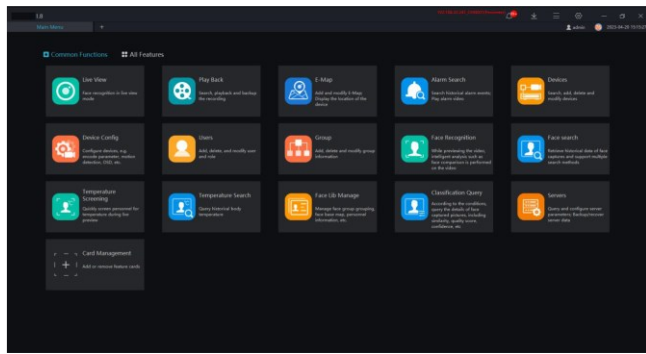 1.8
Main Menu
+
admin
Common Functions
All Features
Live View
Face recognition in live view
mode
Play Back
Search, playback and backup
the recording
E-Map
Add and modify E-Map
Display the location of the
device
Alarm Search
Search historical alarm events
Play alarm video
Devices
Search, add, delete and
modify devices
Device Config
Configure devices, e.g.
encode parameter, motion
detection, OSD, etc.
Users
Add, delete, and modify user
and role
Group
Add, delete and modify group
information
Face Recognition
While previewing the video,
intelligent analysis such as
face comparison is performed
on the video
Face search
Retrieve historical data of face
captures and support multiple
search methods
Temperature
Screening
Quickly screen personnel for
temperature during live
preview
Temperature Search
Query historical body
temperature
Face Lib Manage
Manage face group grouping,
face base map, personnel
information, etc.
Classification Query
According to the conditions,
query the details of face
captured pictures, including
similarity, quality score,
confidence, etc.
Servers
Query and configure server
parameters; Backup/recover
server data
Card Management
Add or remove feature cards